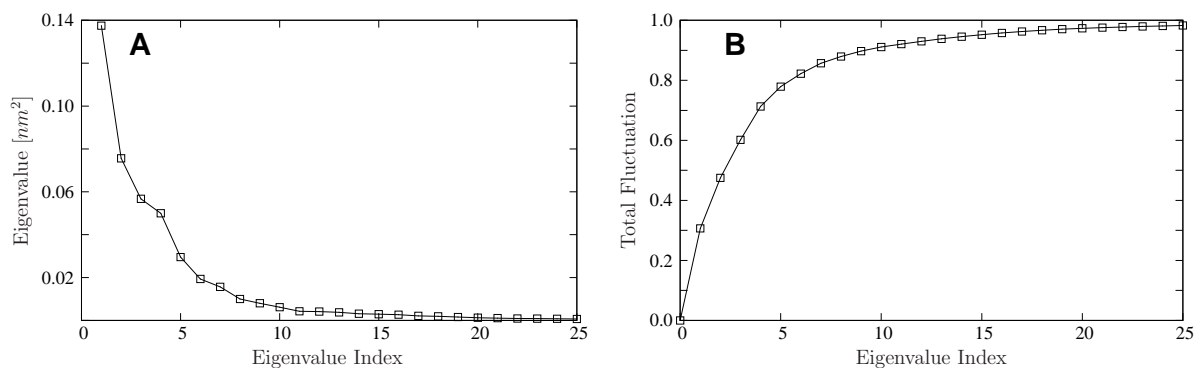 A
Eigenvalue [nm²]
0.14
0.10
0.06
0.02
0 5 10 15 20 25
Eigenvalue Index
B
Total Fluctuation
1.0
0.8
0.6
0.4
0.2
0.0
0 5 10 15 20 25
Eigenvalue Index